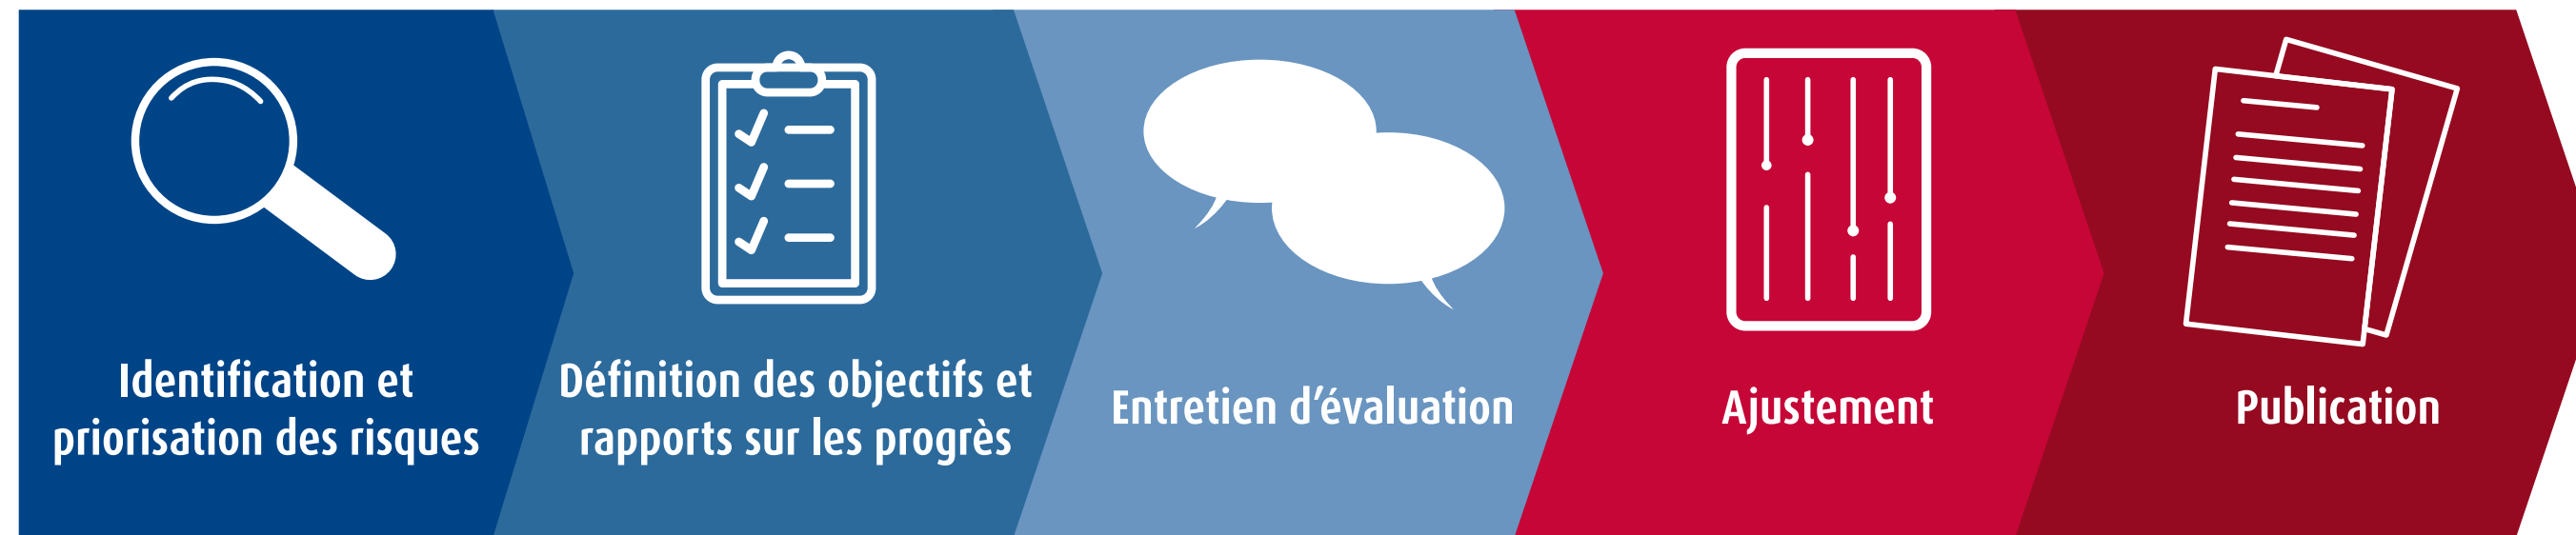 Identification et
priorisation des risques
Définition des objectifs et
rapports sur les progrès
Entretien d’évaluation
Ajustement
Publication